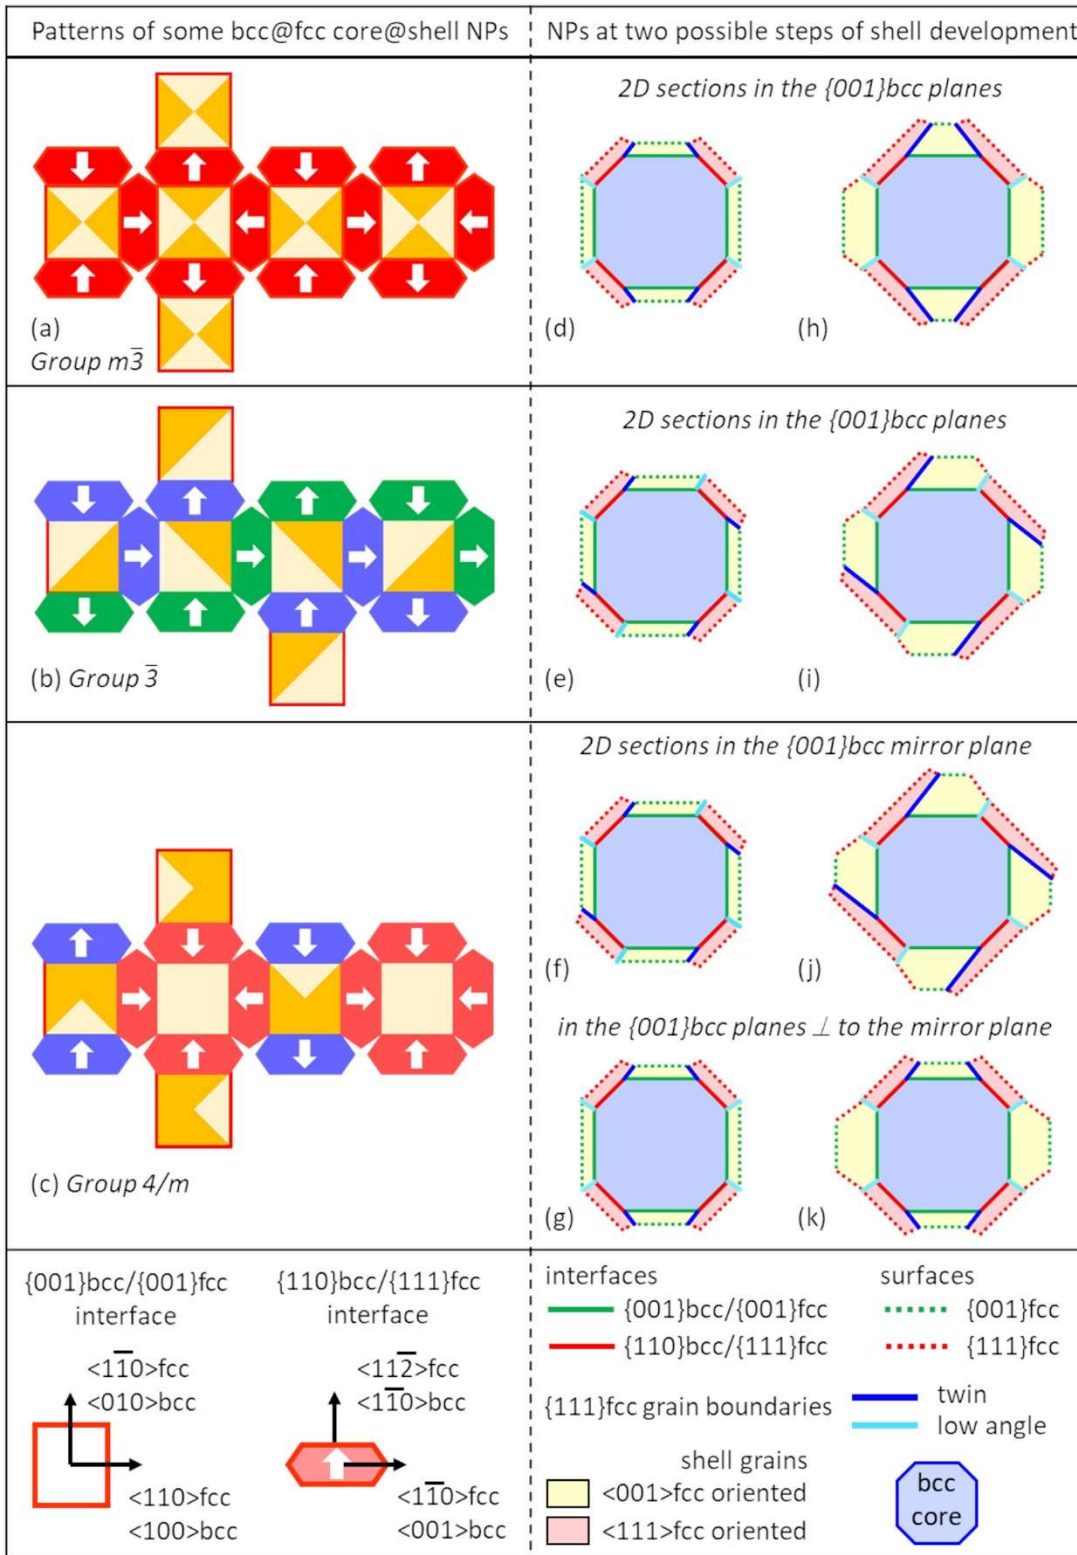 Patterns of some bcc@fcc core@shell NPs
NPs at two possible steps of shell development
2D sections in the {001}bcc planes
(a)
Group m3̅
(d)
(h)
2D sections in the {001}bcc planes
(b) Group 3̅
(e)
(i)
2D sections in the {001}bcc mirror plane
(f)
(j)
in the {001}bcc planes ⊥ to the mirror plane
(c) Group 4/m
(g)
(k)
{001}bcc/{001}fcc
interface
<11̅0>fcc
<010>bcc
<110>fcc
<100>bcc
{110}bcc/{111}fcc
interface
<112̅>fcc
<11̅0>bcc
<11̅0>fcc
<001>bcc
interfaces
{001}bcc/{001}fcc
{110}bcc/{111}fcc
surfaces
{001}fcc
{111}fcc
{111}fcc grain boundaries
twin
low angle
shell grains
<001>fcc oriented
<111>fcc oriented
bcc
core